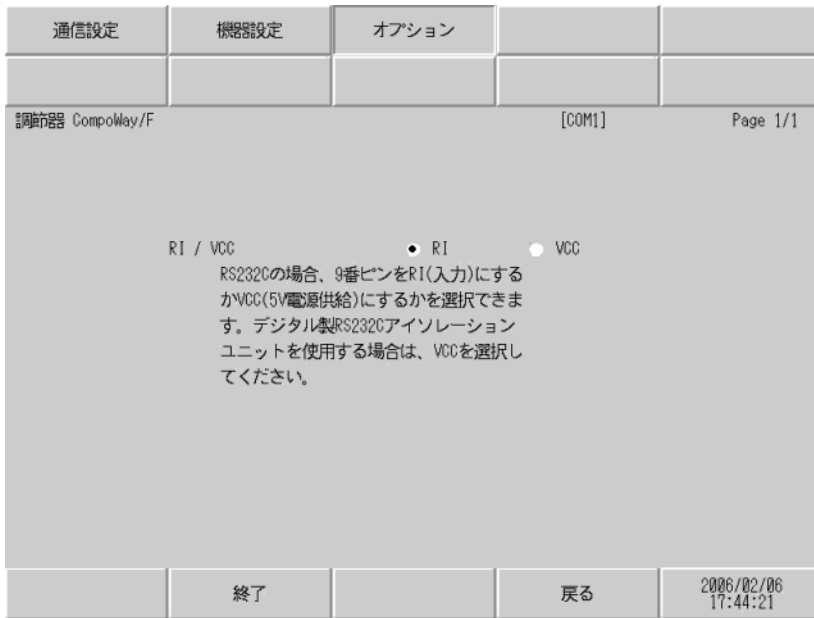 通信設定 機器設定 オプション
調節器 CompoWay/F [COM1] Page 1/1
RI / VCC RI VCC
RS232Cの場合、9番ピンをRI(入力)にする
かVCC(5V電源供給)にするかを選択できま
す。デジタル製RS232Cアイソレーション
ユニットを使用する場合は、VCCを選択し
てください。
終了 戻る 2006/02/06
17:44:21